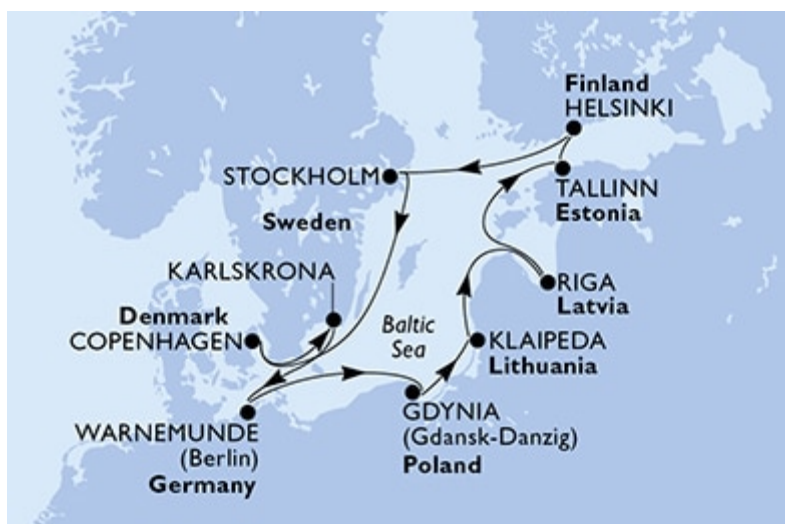 Finland
HELSINKI
STOCKHOLM
TALLINN
Estonia
Sweden
KARLSKRONA
RIGA
Latvia
Denmark
COPENHAGEN
Baltic
Sea
KLAIPEDA
Lithuania
GDYNIA
(Gdansk-Danzig)
Poland
WARNEMUNDE
(Berlin)
Germany